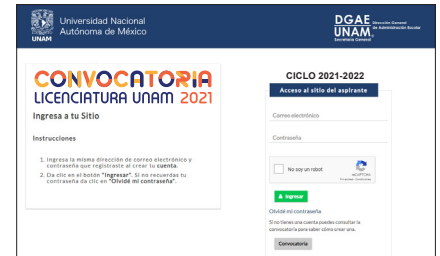 Universidad Nacional
Autónoma de México
UNAM
DGAE
UNAM
Dirección General
de Administración Escolar
Secretaría General
CONVOCATORIA
LICENCIATURA UNAM 2021
Ingresa a tu Sitio
Instrucciones
1. Ingresa la misma dirección de correo electrónico y
contraseña que registraste al crear tu cuenta.
2. Da clic en el botón "Ingresar". Si no recuerdas tu
contraseña da clic en "Olvidé mi contraseña".
CICLO 2021-2022
Acceso al sitio del aspirante
Correo electrónico
Contraseña
No soy un robot
reCAPTCHA
Ingresar
Olvidé mi contraseña
Si no tienes una cuenta puedes consultar la
convocatoria para saber cómo crear una.
Convocatoria